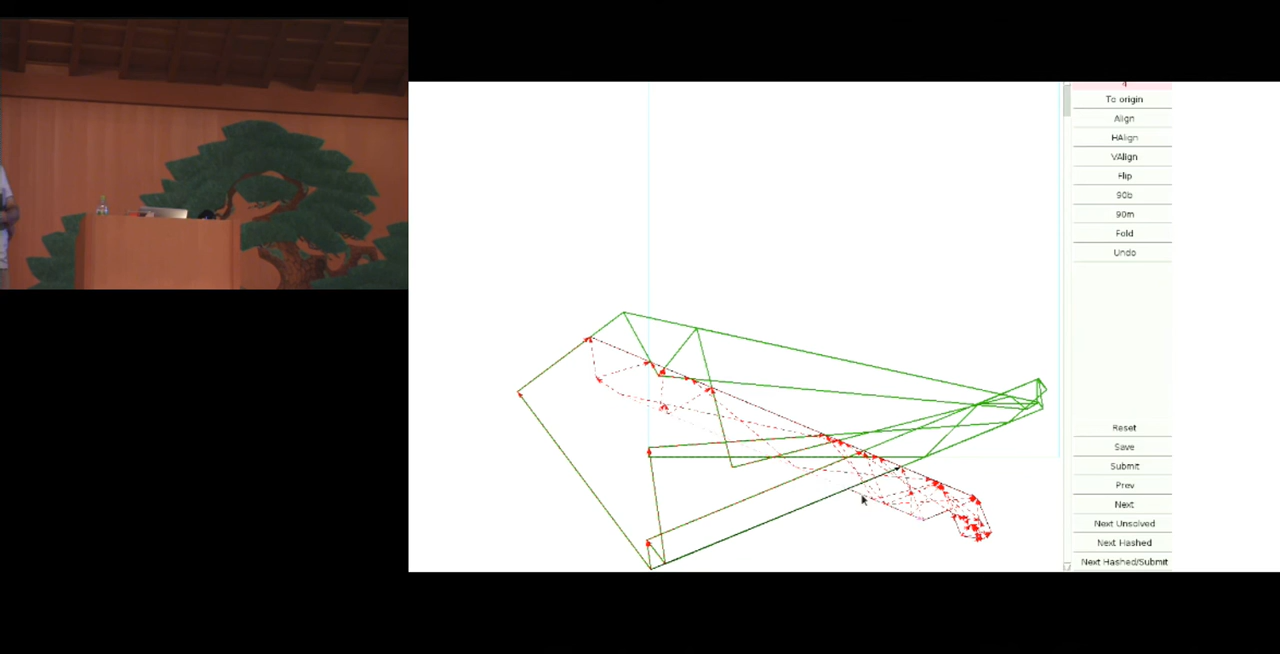 4
To origin
Align
HAlign
VAlign
Flip
90b
90m
Fold
Undo
Reset
Save
Submit
Prev
Next
Next Unsolved
Next Hashed
Next Hashed/Submit